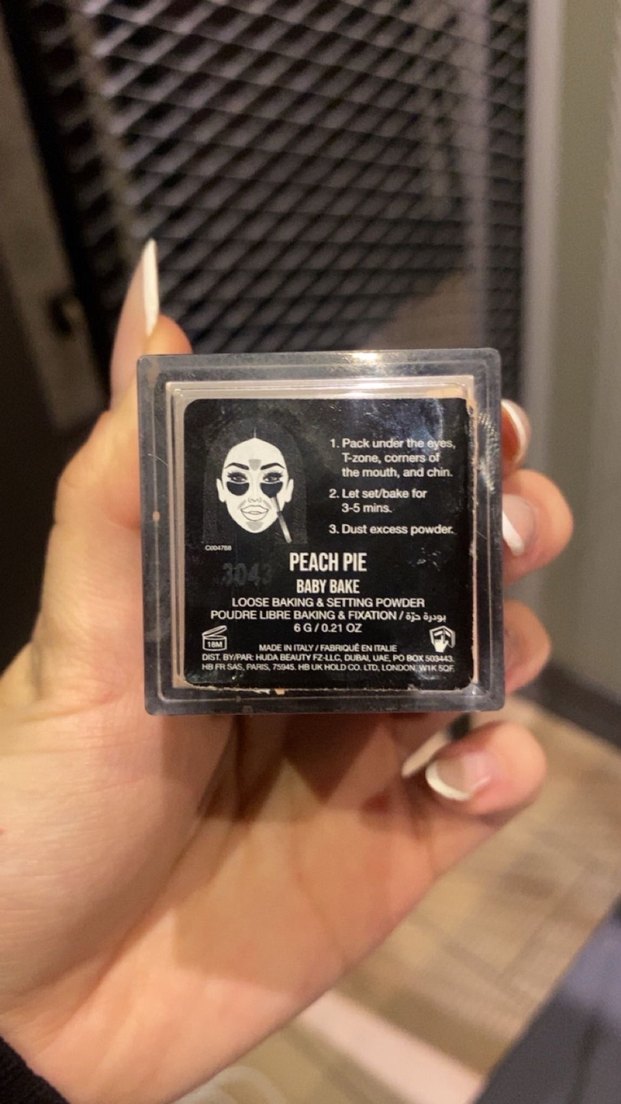 1. Pack under the eyes,
T-zone, corners of
the mouth, and chin.
2. Let set/bake for
3-5 mins.
3. Dust excess powder.
C004788
3043
PEACH PIE
BABY BAKE
LOOSE BAKING & SETTING POWDER
POUDRE LIBRE BAKING & FIXATION / بودرة حرّة
6 G / 0.21 OZ
18M
MADE IN ITALY / FABRIQUÉ EN ITALIE
DIST. BY/PAR: HUDA BEAUTY FZ-LLC, DUBAI, UAE, PO BOX 503443.
HB FR SAS, PARIS, 75945. HB UK HOLD CO. LTD, LONDON, W1K 5QF.